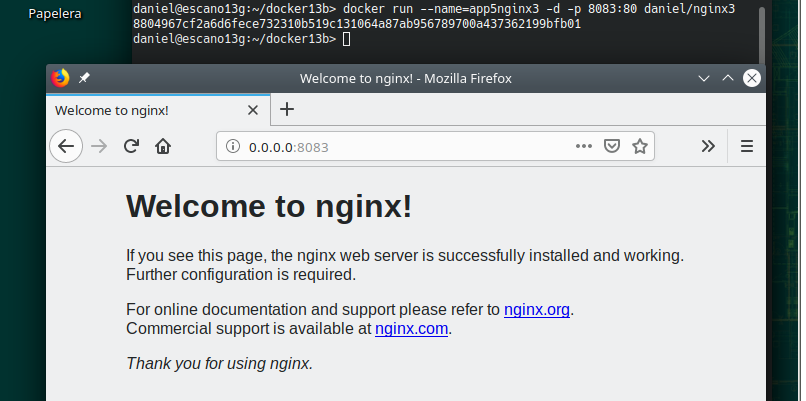 Papelera
daniel@escano13g:~/docker13b> docker run --name=app5nginx3 -d -p 8083:80 daniel/nginx3
8804967cf2a6d6fece732310b519c131064a87ab956789700a437362199bfb01
daniel@escano13g:~/docker13b>
Welcome to nginx! - Mozilla Firefox
Welcome to nginx!
0.0.0.0:8083
Welcome to nginx!
If you see this page, the nginx web server is successfully installed and working.
Further configuration is required.
For online documentation and support please refer to nginx.org.
Commercial support is available at nginx.com.
Thank you for using nginx.